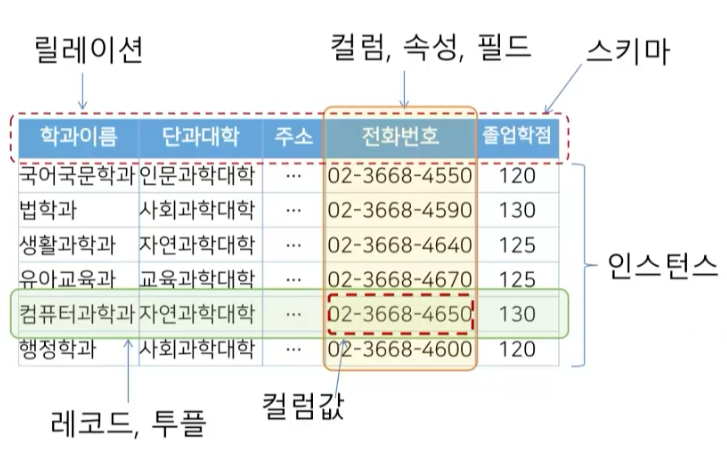 릴레이션 컬럼, 속성, 필드 스키마
학과이름 단과대학 주소 전화번호 졸업학점
국어국문학과 인문과학대학 ... 02-3668-4550 120
법학과 사회과학대학 ... 02-3668-4590 130
생활과학과 자연과학대학 ... 02-3668-4640 125
유아교육과 교육과학대학 ... 02-3668-4670 125
인스턴스
컴퓨터과학과 자연과학대학 ... 02-3668-4650 130
행정학과 사회과학대학 ... 02-3668-4600 120
레코드, 투플 컬럼값